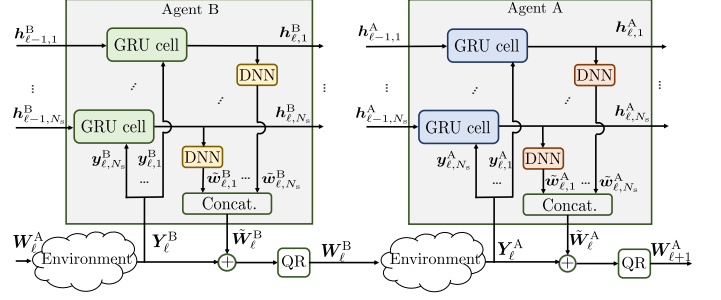 Agent B
Agent A
h^B_{ℓ−1,1}
GRU cell
h^B_{ℓ,1}
h^A_{ℓ−1,1}
GRU cell
h^A_{ℓ,1}
DNN
DNN
...
...
...
...
...
...
h^B_{ℓ−1,N_s}
GRU cell
h^B_{ℓ,N_s}
h^A_{ℓ−1,N_s}
GRU cell
h^A_{ℓ,N_s}
y^B_{ℓ,N_s} y^B_{ℓ,1}
DNN
y^A_{ℓ,N_s} y^A_{ℓ,1}
DNN
...
w̃^B_{ℓ,1} ... w̃^B_{ℓ,N_s}
...
w̃^A_{ℓ,1} ... w̃^A_{ℓ,N_s}
Concat.
Concat.
W^A_ℓ
Environment
Y^B_ℓ
W̃^B_ℓ
+
QR
W^B_ℓ
Environment
Y^A_ℓ
W̃^A_ℓ
+
QR
W^A_{ℓ+1}